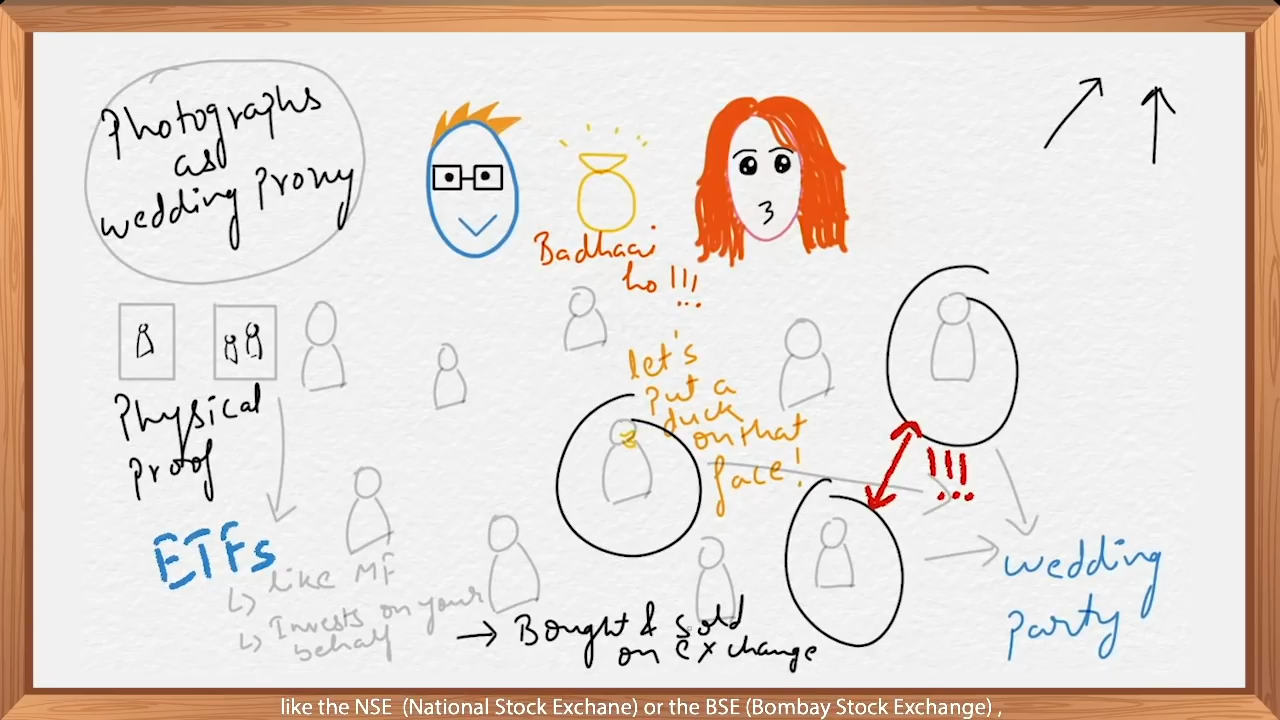 Photographs
as
wedding Proxy
Badhaai
ho !!!
let's
Put a
duck
on that
face!
!!!
Physical
Proof
ETFs
↳ like MF
↳ Invests on your
behalf
→ Bought & sold
on exchange
wedding
Party
like the NSE (National Stock Exchane) or the BSE (Bombay Stock Exchange) ,